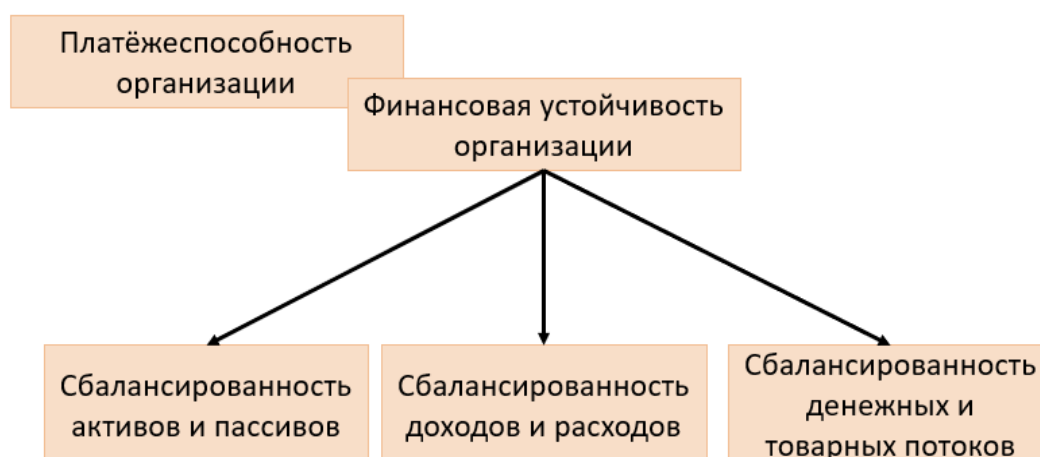 Платёжеспособность
организации
Финансовая устойчивость
организации
Сбалансированность
активов и пассивов
Сбалансированность
доходов и расходов
Сбалансированность
денежных и
товарных потоков